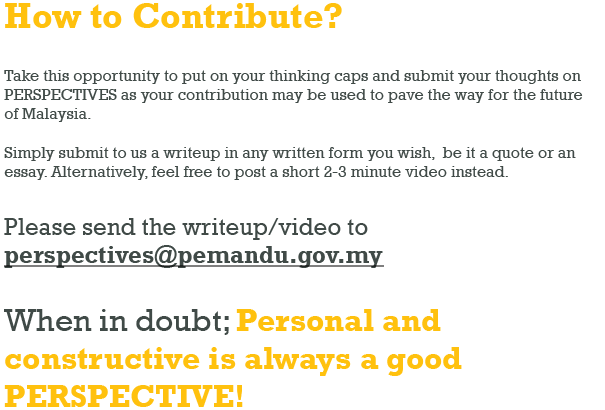 How to Contribute?
Take this opportunity to put on your thinking caps and submit your thoughts on
PERSPECTIVES as your contribution may be used to pave the way for the future
of Malaysia.
Simply submit to us a writeup in any written form you wish,  be it a quote or an
essay. Alternatively, feel free to post a short 2-3 minute video instead.
Please send the writeup/video to
perspectives@pemandu.gov.my
When in doubt; Personal and
constructive is always a good
PERSPECTIVE!